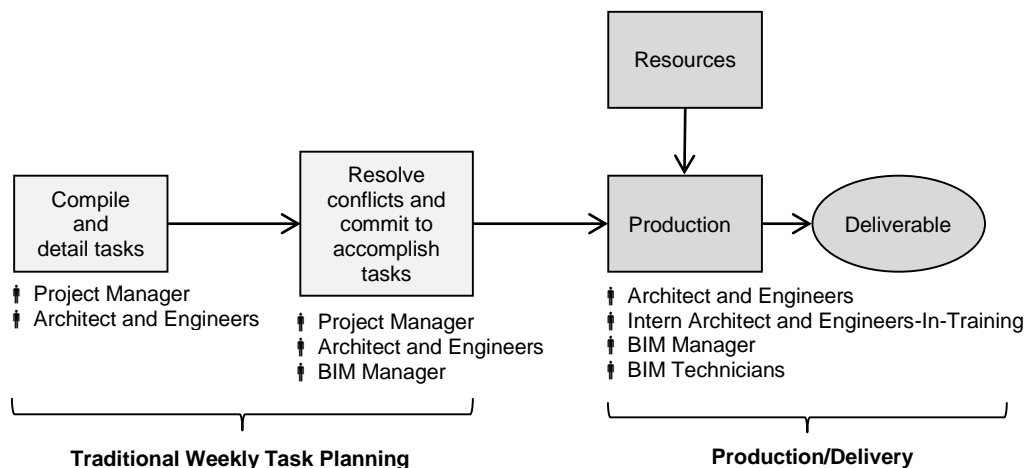 Resources
Compile
and
detail tasks
Resolve
conflicts and
commit to
accomplish
tasks
Production
Deliverable
Project Manager
Architect and Engineers
Project Manager
Architect and Engineers
BIM Manager
Architect and Engineers
Intern Architect and Engineers-In-Training
BIM Manager
BIM Technicians
Traditional Weekly Task Planning
Production/Delivery